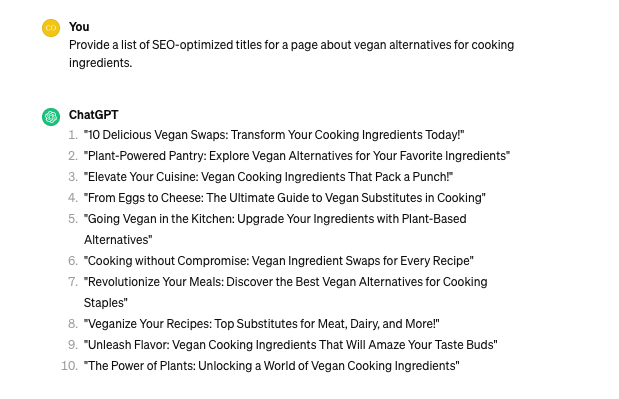 You
Provide a list of SEO-optimized titles for a page about vegan alternatives for cooking
ingredients.
ChatGPT
1. "10 Delicious Vegan Swaps: Transform Your Cooking Ingredients Today!"
2. "Plant-Powered Pantry: Explore Vegan Alternatives for Your Favorite Ingredients"
3. "Elevate Your Cuisine: Vegan Cooking Ingredients That Pack a Punch!"
4. "From Eggs to Cheese: The Ultimate Guide to Vegan Substitutes in Cooking"
5. "Going Vegan in the Kitchen: Upgrade Your Ingredients with Plant-Based
Alternatives"
6. "Cooking without Compromise: Vegan Ingredient Swaps for Every Recipe"
7. "Revolutionize Your Meals: Discover the Best Vegan Alternatives for Cooking
Staples"
8. "Veganize Your Recipes: Top Substitutes for Meat, Dairy, and More!"
9. "Unleash Flavor: Vegan Cooking Ingredients That Will Amaze Your Taste Buds"
10. "The Power of Plants: Unlocking a World of Vegan Cooking Ingredients"